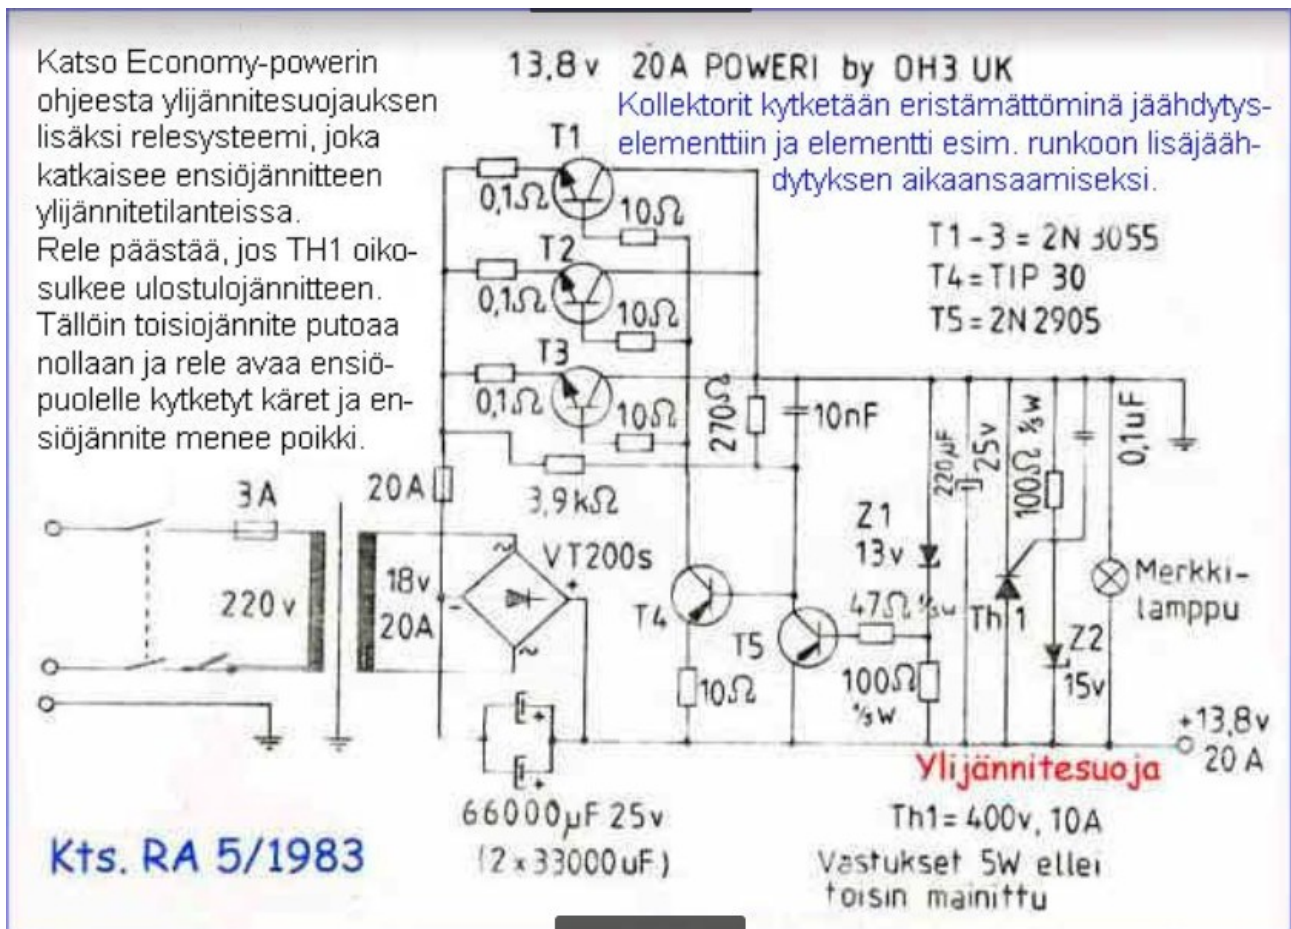 Katso Economy-powerin
ohjeesta ylijännitesuojauksen
lisäksi relesysteemi, joka
katkaisee ensiöjännitteen
ylijännitetilanteissa.
Rele päästää, jos TH1 oiko-
sulkee ulostulojännitteen.
Tällöin toisiojännite putoaa
nollaan ja rele avaa ensiö-
puolelle kytketyt käret ja en-
siöjännite menee poikki.
13,8v 20A POWERI by OH3 UK
Kollektorit kytketään eristämättöminä jäähdytys-
elementtiin ja elementti esim. runkoon lisäjääh-
dytyksen aikaansaamiseksi.
T1-3 = 2N 3055
T4 = TIP 30
T5 = 2N 2905
T1
0,1Ω
10Ω
T2
0,1Ω
10Ω
T3
0,1Ω
10Ω
270Ω
10nF
220µF
25v
100Ω ⅓W
0,1uF
3A
20A
3,9kΩ
Z1
13v
~
VT200s
220v
18v
20A
-
+
~
T4
T5
47Ω ⅓W
Th1
Merkki-
lamppu
10Ω
100Ω
⅓W
Z2
15v
+
+
+13,8v
20A
Ylijännitesuoja
66000µF 25v
(2x33000uF)
Th1= 400v, 10A
Vastukset 5W ellei
toisin mainittu
Kts. RA 5/1983